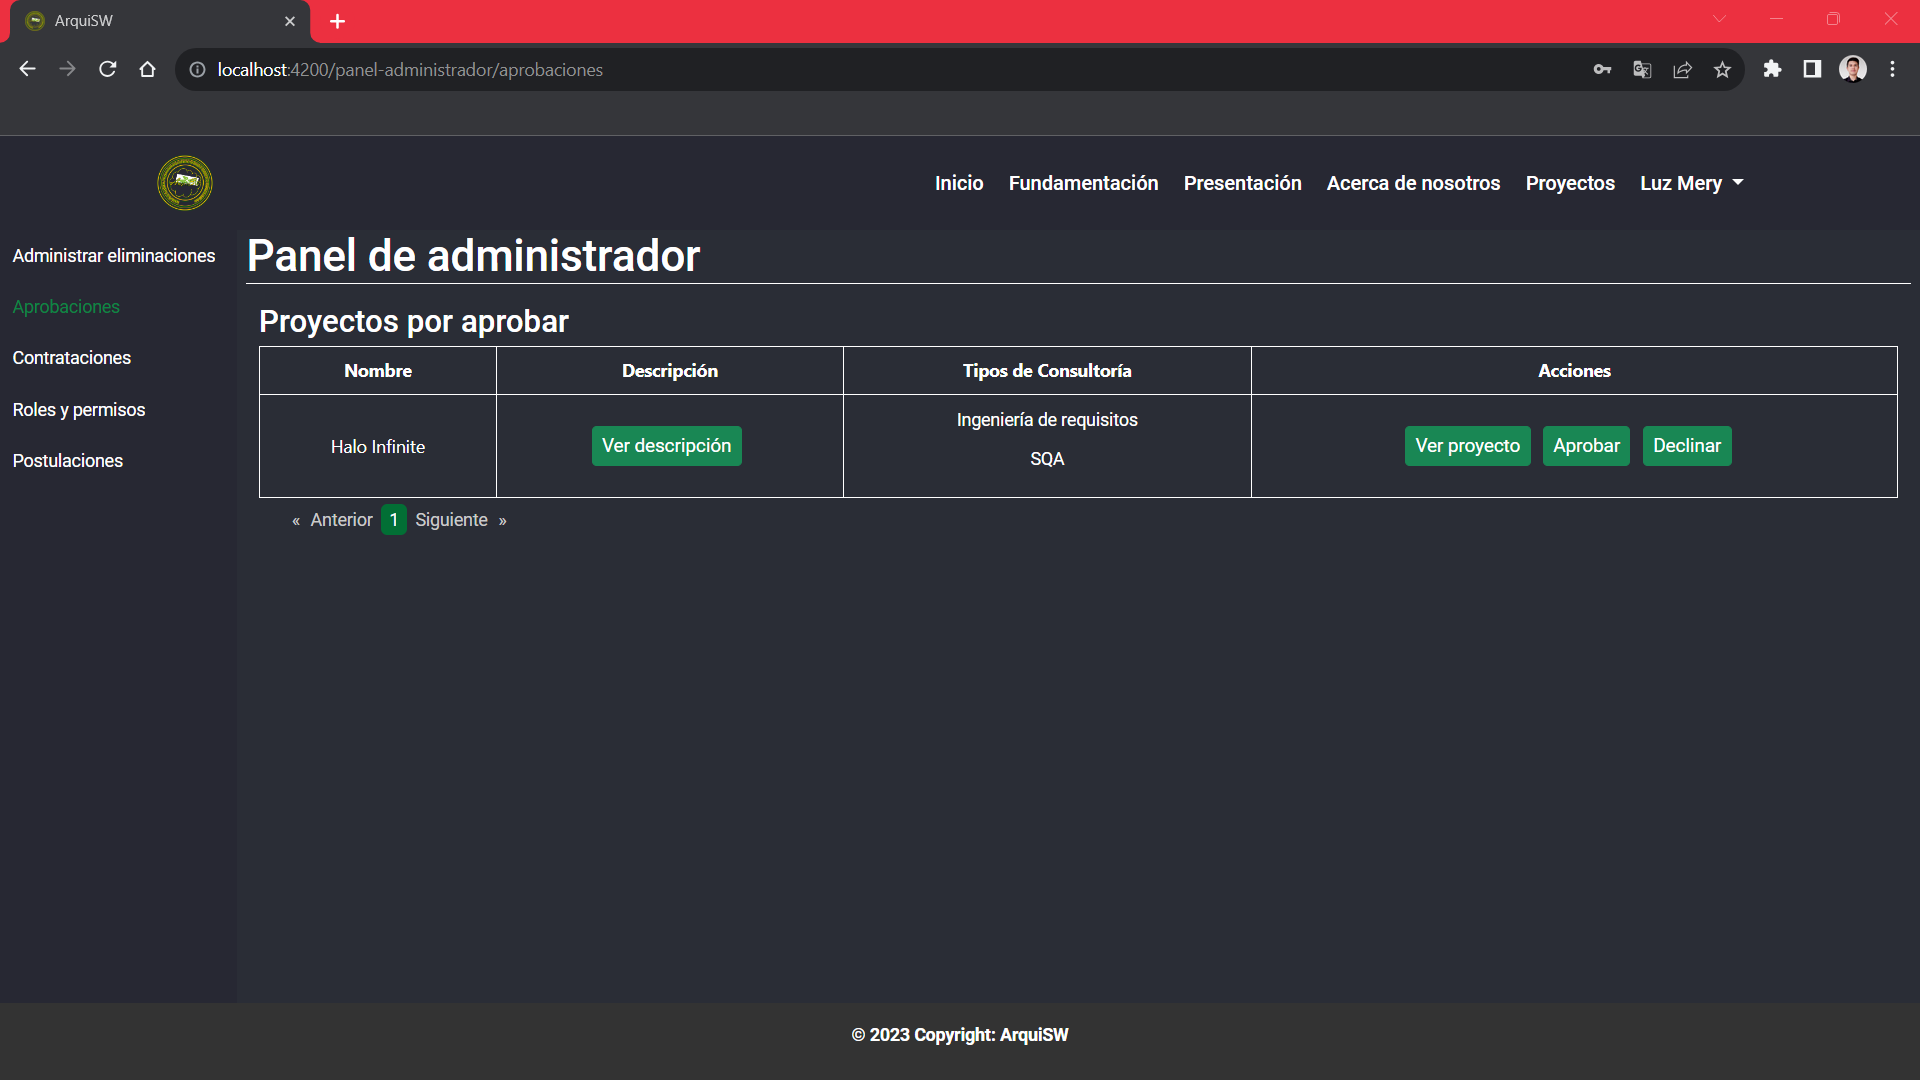 ArquiSW
localhost:4200/panel-administrador/aprobaciones
Inicio Fundamentación Presentación Acerca de nosotros Proyectos Luz Mery
Administrar eliminaciones
Aprobaciones
Contrataciones
Roles y permisos
Postulaciones
Panel de administrador
Proyectos por aprobar
Nombre Descripción Tipos de Consultoría Acciones
Halo Infinite Ver descripción Ingeniería de requisitos Ver proyecto Aprobar Declinar
SQA
« Anterior 1 Siguiente »
© 2023 Copyright: ArquiSW